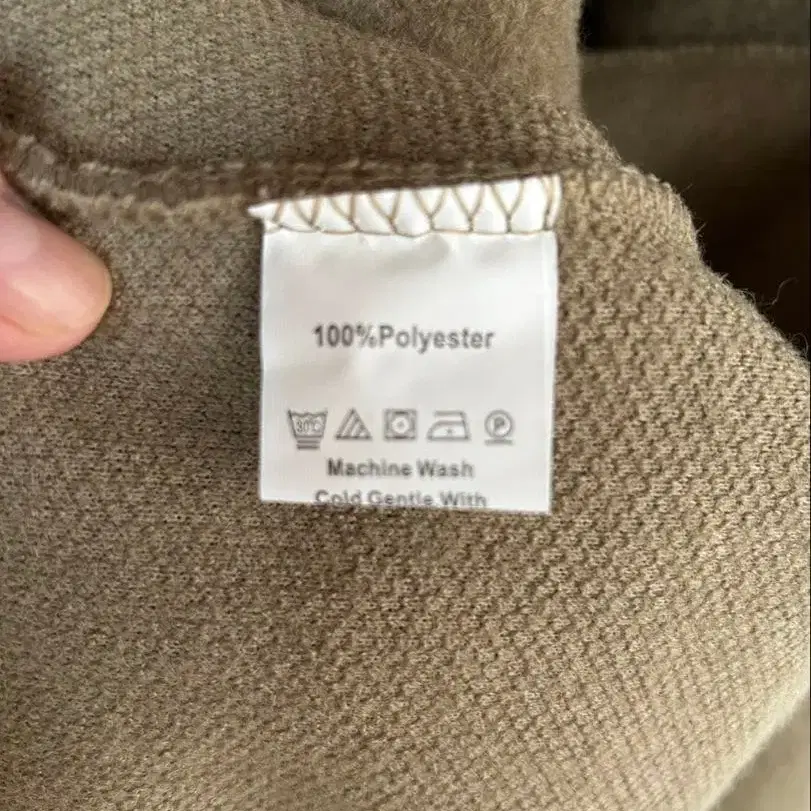 100%Polyester
30°C P
Machine Wash
Cold Gentle.With